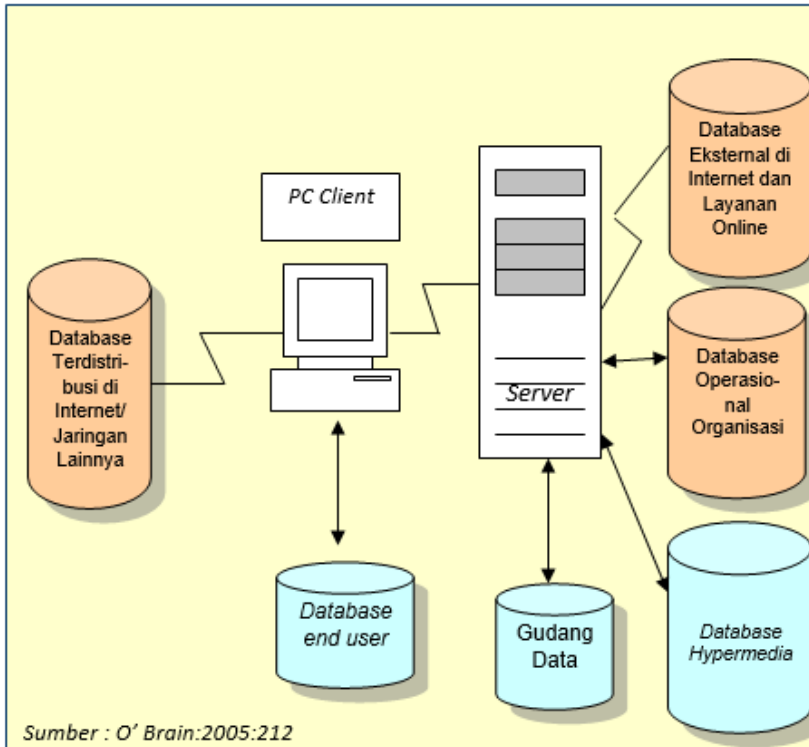 PC Client
Database
Eksternal di
Internet dan
Layanan
Online
Database
Terdistri-
busi di
Internet/
Jaringan
Lainnya
Server
Database
Operasio-
nal
Organisasi
Database
end user
Gudang
Data
Database
Hypermedia
Sumber : O’ Brain:2005:212